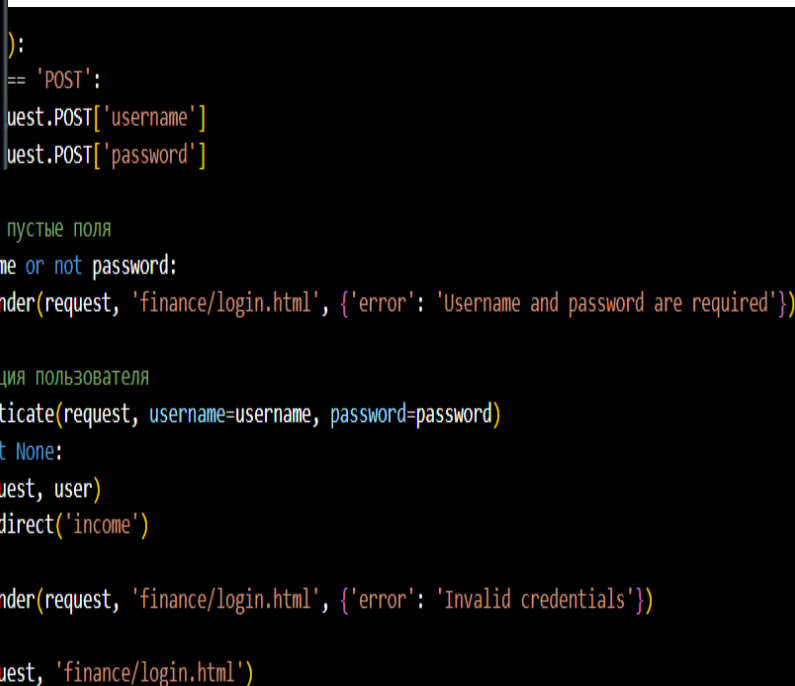 ):
== 'POST':
uest.POST['username']
uest.POST['password']
пустые поля
me or not password:
nder(request, 'finance/login.html', {'error': 'Username and password are required'})
ция пользователя
ticate(request, username=username, password=password)
t None:
uest, user)
direct('income')
nder(request, 'finance/login.html', {'error': 'Invalid credentials'})
uest, 'finance/login.html')